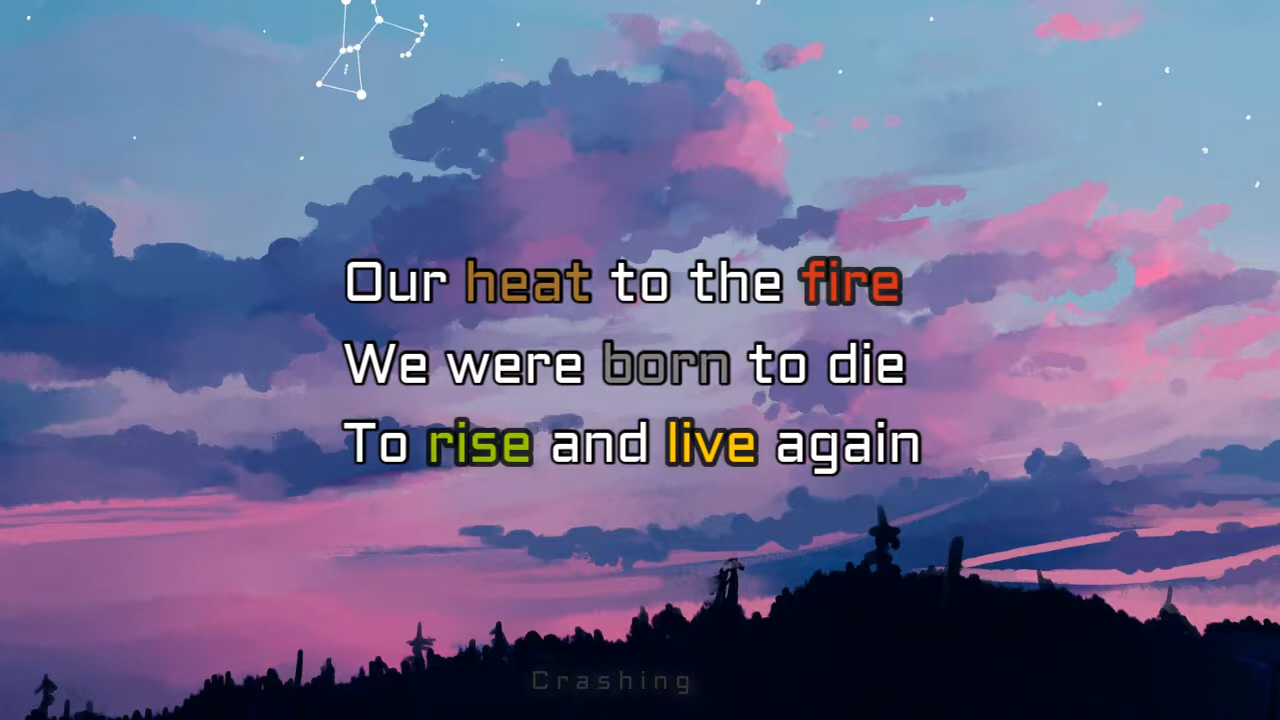 Our heat to the fire
We were born to die
To rise and live again
Crashing